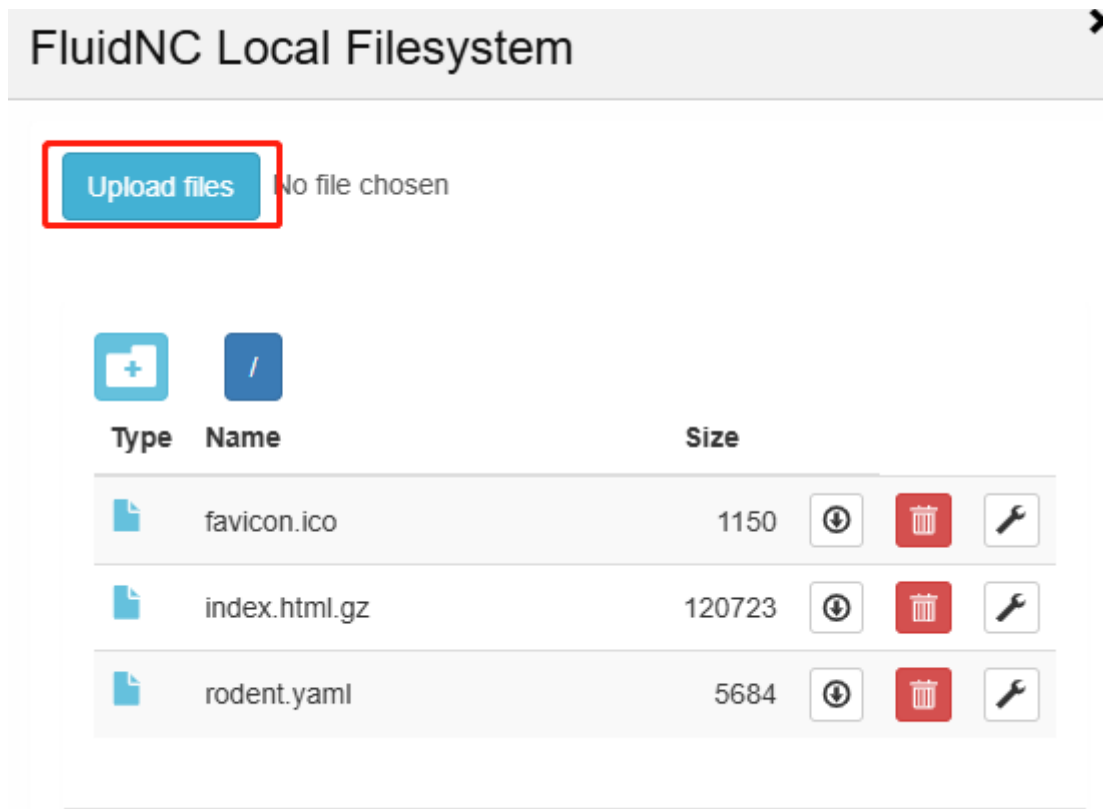 FluidNC Local Filesystem
Upload files No file chosen
/
Type Name Size
favicon.ico 1150
index.html.gz 120723
rodent.yaml 5684